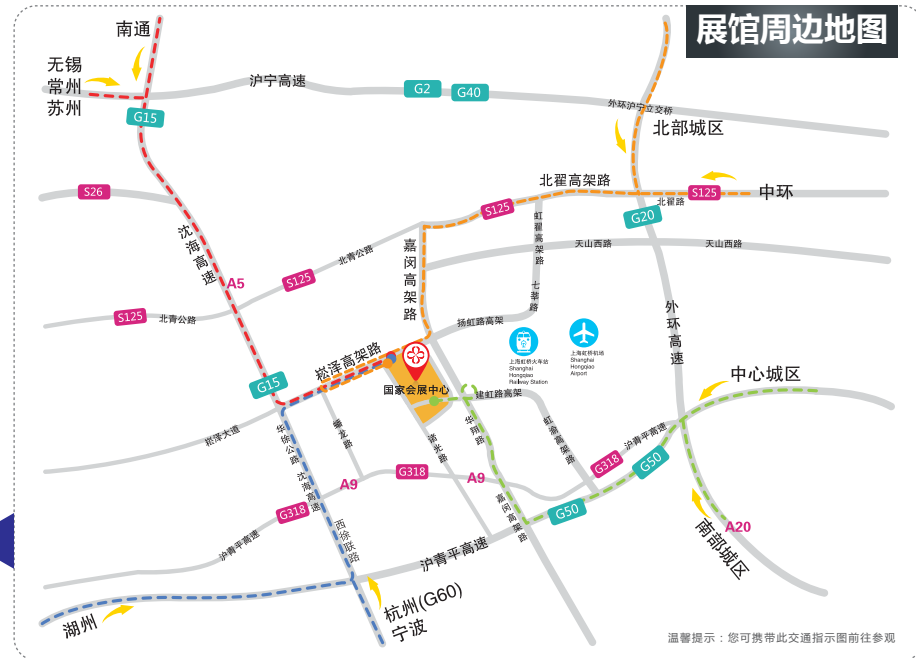 展馆周边地图
南通
无锡
常州
苏州
沪宁高速
G2
G40
G15
外环沪宁立交桥
北部城区
S26
北翟高架路
S125
S125
北翟路
中环
G20
沈海高速
A5
嘉闵高架路
虹翟高架路
七莘路
天山西路
天山西路
北青公路
S125
S125
北青公路
外环高速
扬虹路高架
上海虹桥火车站
Shanghai
Hongqiao
Railway Station
上海虹桥机场
Shanghai
Hongqiao
Airport
崧泽高架路
国家会展中心
G15
建虹路高架
中心城区
崧泽大道
华徐公路
蟠龙路
诸光路
华翔路
虹渝高架路
沪青平高速
沈海高速
A9
G318
A9
G318
G50
G318
嘉闵高架路
G50
A20
南部城区
沪青平高速
西徐联路
沪青平高速
湖州
杭州(G60)
宁波
温馨提示：您可携带此交通指示图前往参观